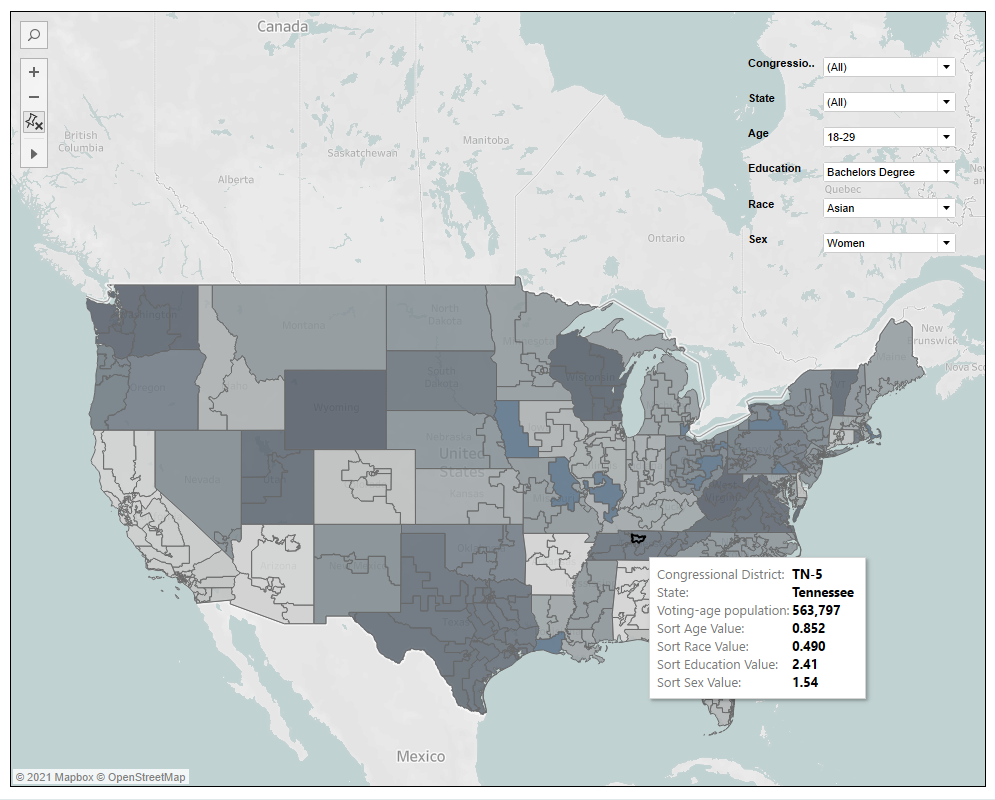 Canada
Congressio..
(All)
State
(All)
Age
18-29
Education
Bachelors Degree
Race
Asian
Sex
Women
British
Columbia
Alberta
Saskatchewan
Manitoba
Ontario
Quebec
New
Brunswick
Nova Sc
Washington
Montana
North
Dakota
Minnesota
Oregon
South
Dakota
Wisconsin
Wyoming
Nebraska
United
States
Nevada
Utah
Kansas
Arizona
New Mexico
Texas
Congressional District: TN-5
State: Tennessee
Voting-age population: 563,797
Sort Age Value: 0.852
Sort Race Value: 0.490
Sort Education Value: 2.41
Sort Sex Value: 1.54
Mexico
© 2021 Mapbox © OpenStreetMap